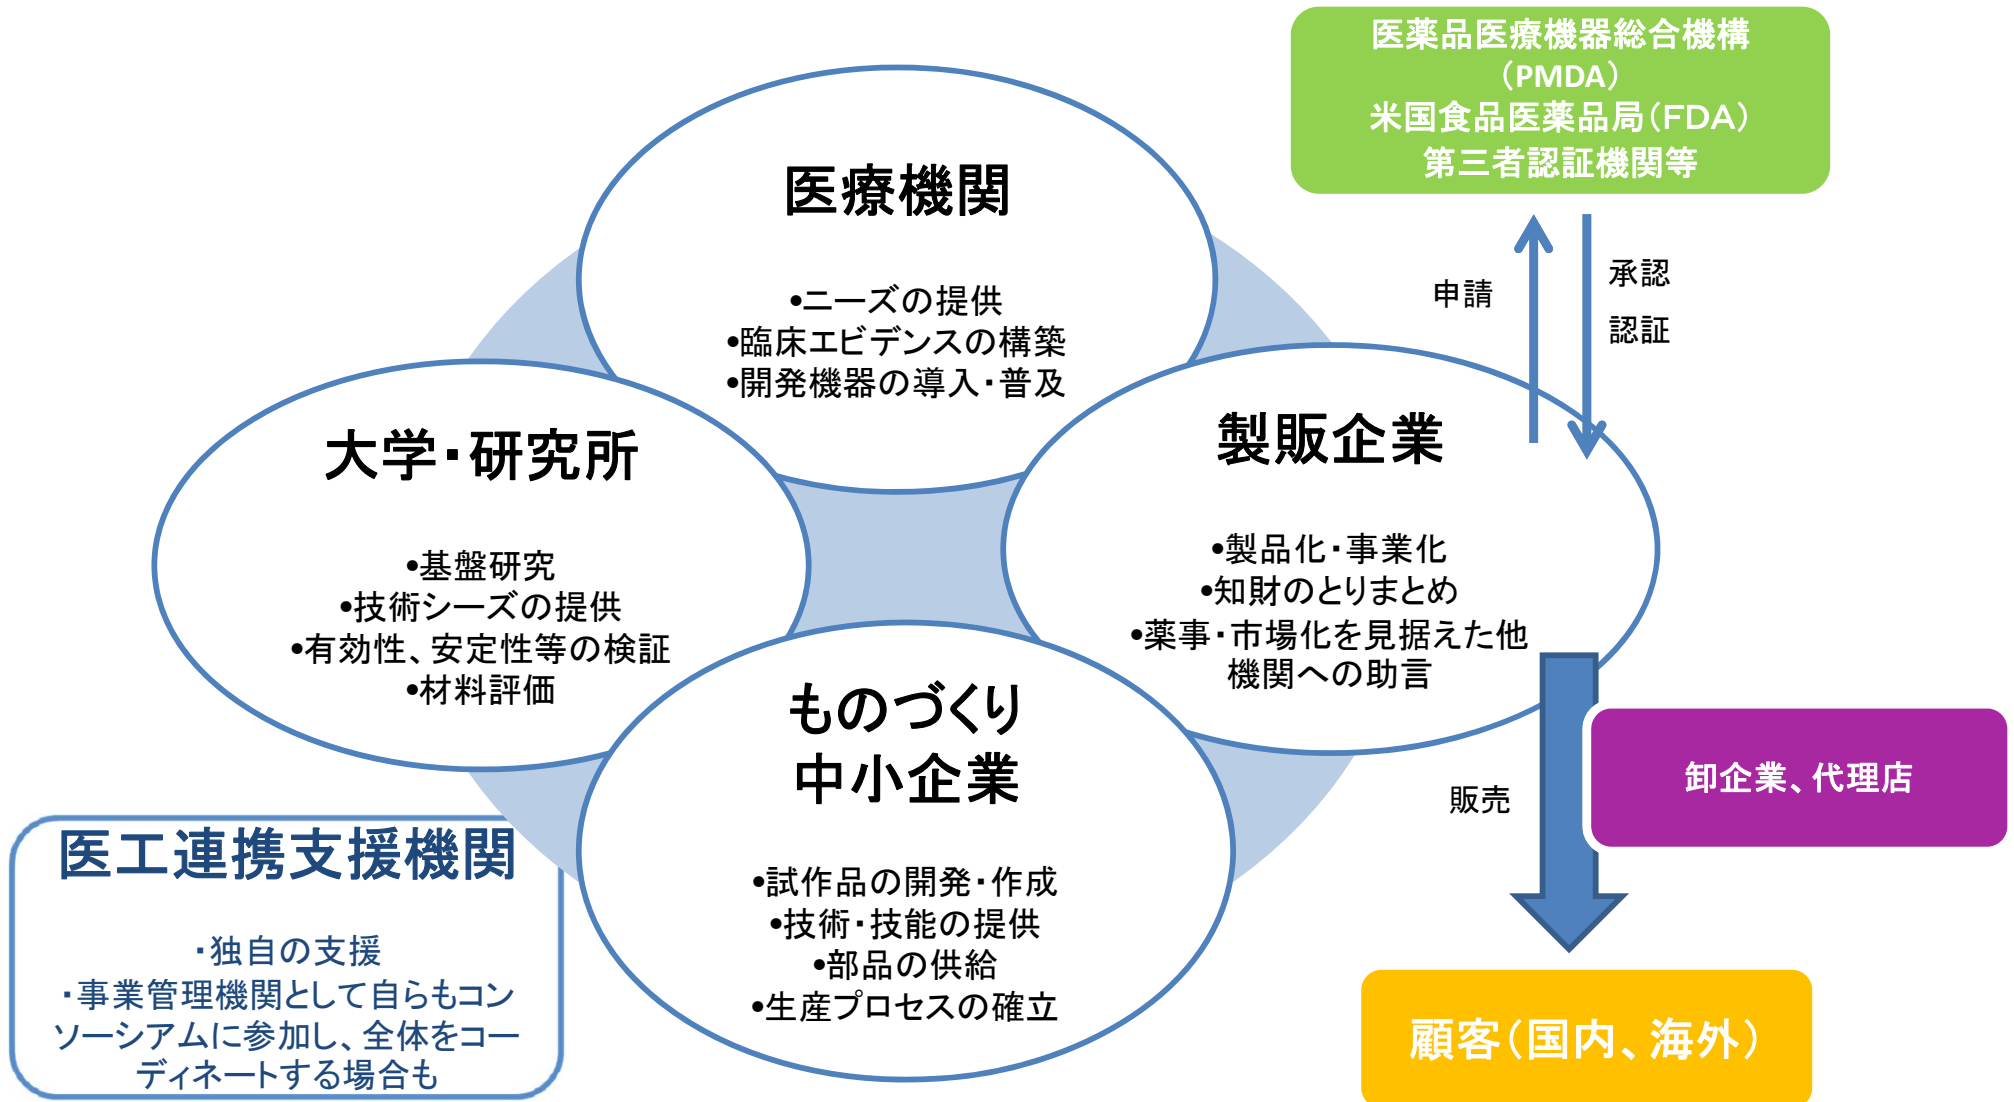 医薬品医療機器総合機構
（PMDA）
米国食品医薬品局（FDA）
第三者認証機関等
申請
承認
認証
医療機関
•ニーズの提供
•臨床エビデンスの構築
•開発機器の導入・普及
大学・研究所
•基盤研究
•技術シーズの提供
•有効性、安定性等の検証
•材料評価
製販企業
•製品化・事業化
•知財のとりまとめ
•薬事・市場化を見据えた他
機関への助言
ものづくり
中小企業
•試作品の開発・作成
•技術・技能の提供
•部品の供給
•生産プロセスの確立
医工連携支援機関
・独自の支援
・事業管理機関として自らもコン
ソーシアムに参加し、全体をコー
ディネートする場合も
販売
卸企業、代理店
顧客（国内、海外）